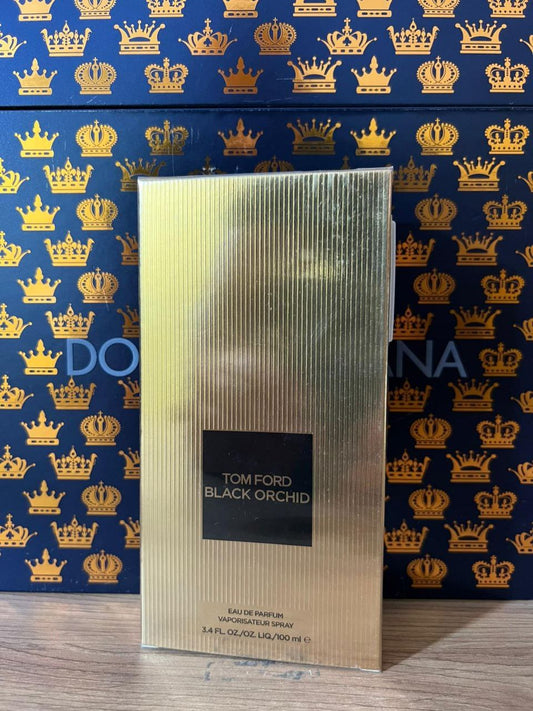 DO
ANA
TOM FORD
BLACK ORCHID
EAU DE PARFUM
VAPORISATEUR SPRAY
3.4 FL. OZ./OZ. LIQ./100 ml ℮